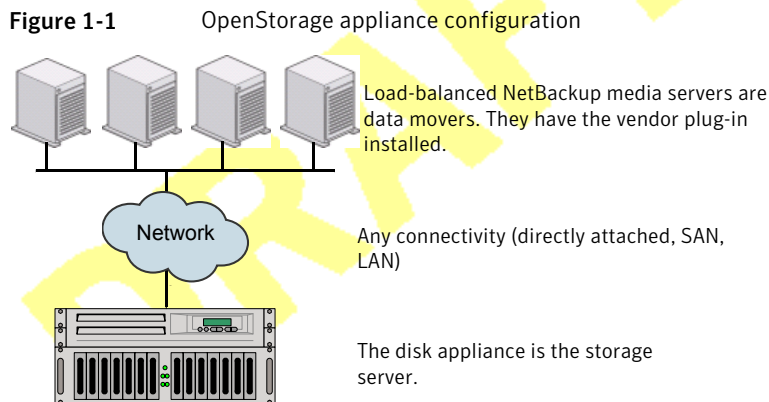 Figure 1-1 OpenStorage appliance configuration
Load-balanced NetBackup media servers are
data movers. They have the vendor plug-in
installed.
Network
Any connectivity (directly attached, SAN,
LAN)
The disk appliance is the storage
server.